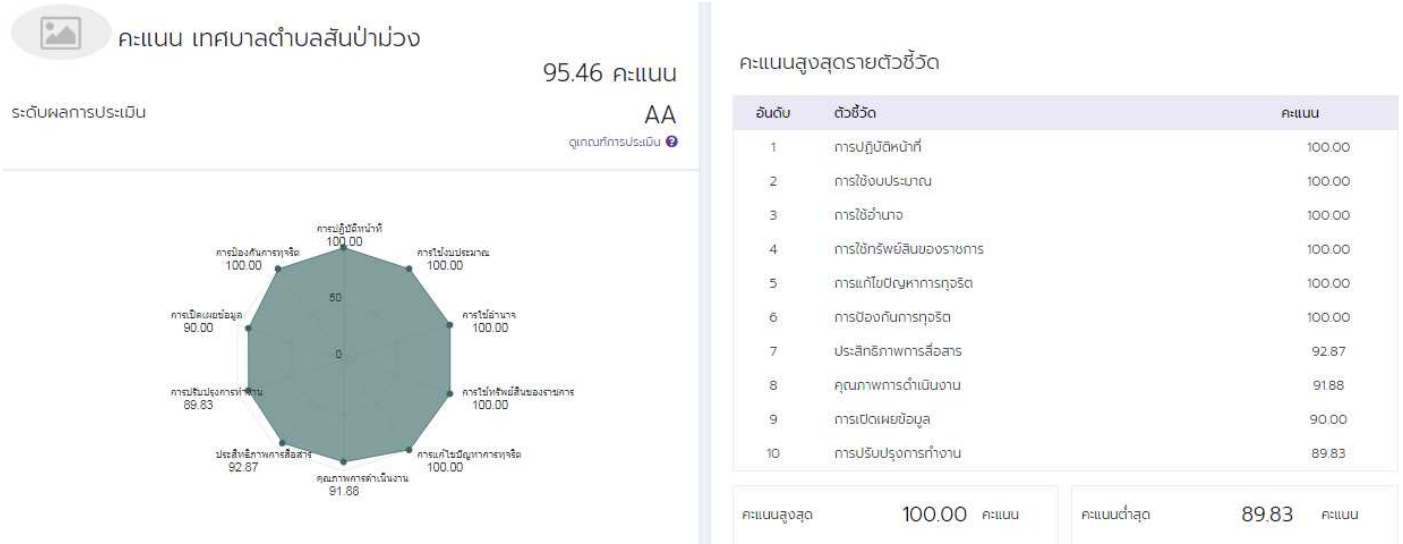 คะแนน เทศบาลตำบลสันป่าม่วง
95.46 คะแนน
ระดับผลการประเมิน
AA
ดูเกณฑ์การประเมิน ?
การปฏิบัติหน้าที่
100.00
การป้องกันการทุจริต
100.00
การใช้งบประมาณ
100.00
50
การเปิดเผยข้อมูล
90.00
การใช้อำนาจ
100.00
0
การปรับปรุงการทำงาน
89.83
การใช้ทรัพย์สินของราชการ
100.00
ประสิทธิภาพการสื่อสาร
92.87
การแก้ไขปัญหาการทุจริต
100.00
คุณภาพการดำเนินงาน
91.88
คะแนนสูงสุดรายตัวชี้วัด
อันดับ ตัวชี้วัด คะแนน
1 การปฏิบัติหน้าที่ 100.00
2 การใช้งบประมาณ 100.00
3 การใช้อำนาจ 100.00
4 การใช้ทรัพย์สินของราชการ 100.00
5 การแก้ไขปัญหาการทุจริต 100.00
6 การป้องกันการทุจริต 100.00
7 ประสิทธิภาพการสื่อสาร 92.87
8 คุณภาพการดำเนินงาน 91.88
9 การเปิดเผยข้อมูล 90.00
10 การปรับปรุงการทำงาน 89.83
คะแนนสูงสุด 100.00 คะแนน
คะแนนต่ำสุด 89.83 คะแนน